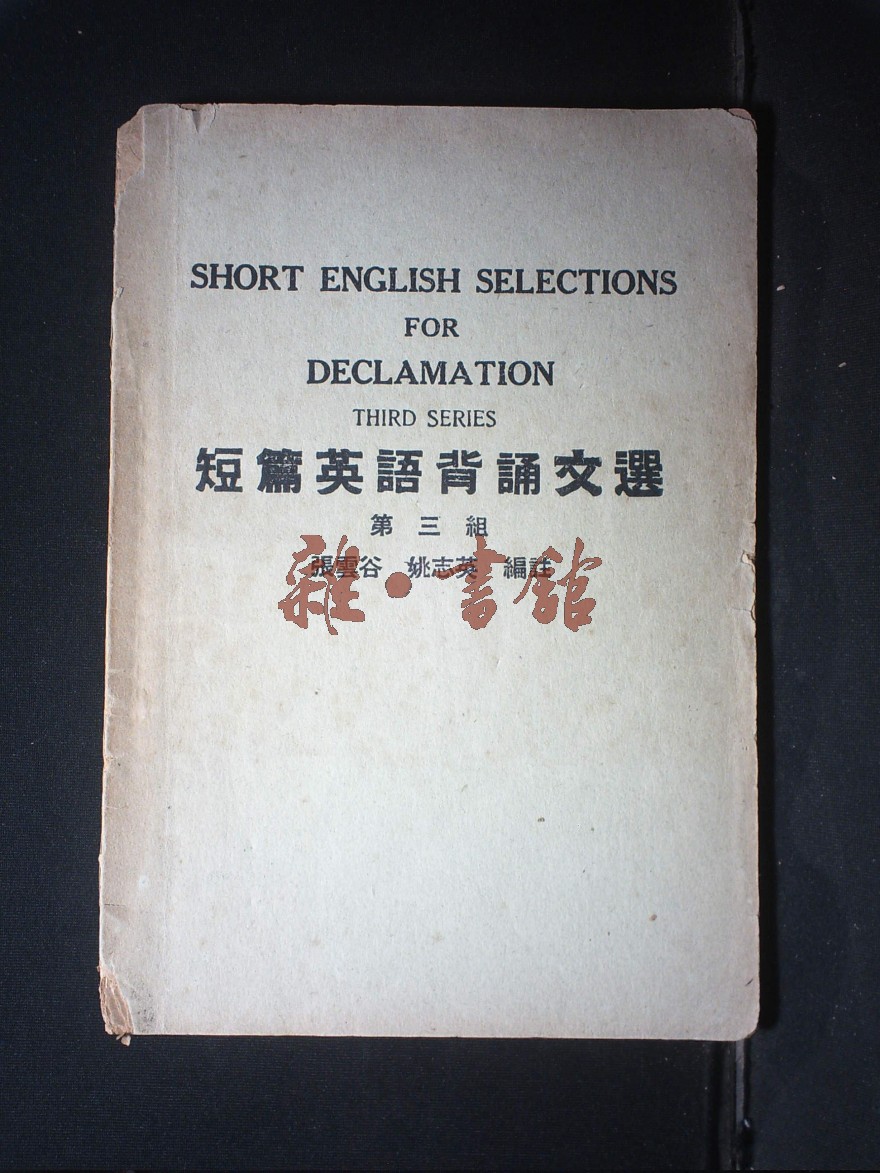 SHORT ENGLISH SELECTIONS
FOR
DECLAMATION
THIRD SERIES
短篇英語背誦文選
第三組
張雲谷 姚志英 編註
雜·書館